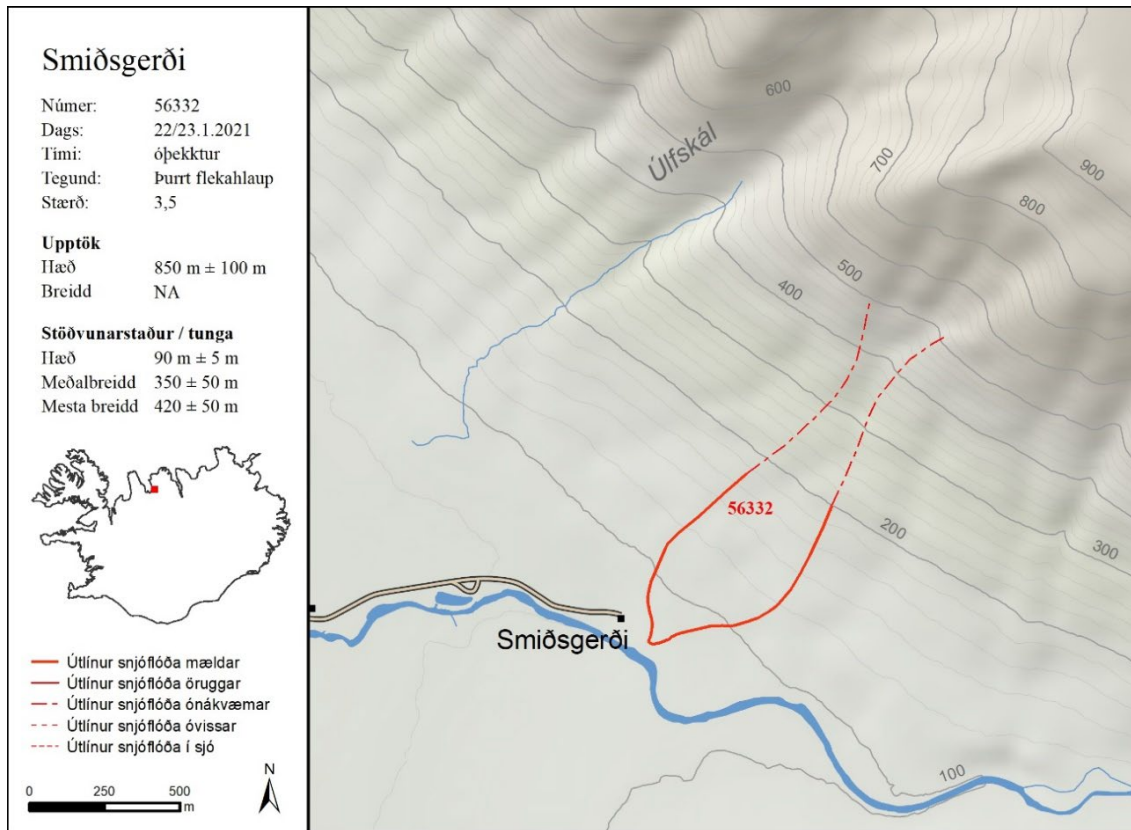 Smiðsgerði
Númer: 56332
Dags: 22/23.1.2021
Tími: óþekktur
Tegund: Þurrt flekahlaup
Stærð: 3,5
Upptök
Hæð 850 m ± 100 m
Breidd NA
Stöðvunarstaður / tunga
Hæð 90 m ± 5 m
Meðalbreidd 350 ± 50 m
Mesta breidd 420 ± 50 m
Útlínur snjóflóða mældar
Útlínur snjóflóða öruggar
Útlínur snjóflóða ónákvæmar
Útlínur snjóflóða óvissar
Útlínur snjóflóða í sjó
0 250 500
m
N
600
Úlfskál
700
900
800
500
400
56332
200
300
Smiðsgerði
100